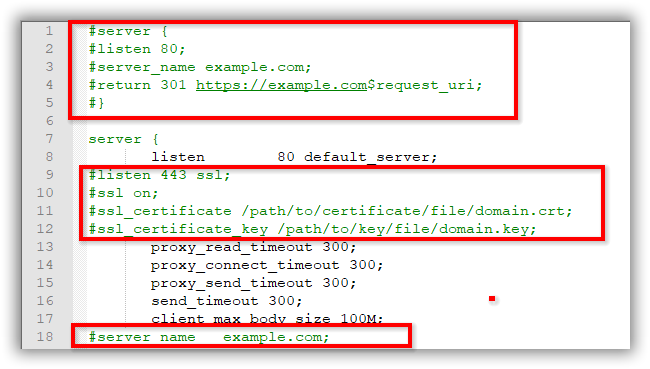 1 #server {
2 #listen 80;
3 #server_name example.com;
4 #return 301 https://example.com$request_uri;
5 #}
6
7 server {
8 listen 80 default_server;
9 #listen 443 ssl;
10 #ssl on;
11 #ssl_certificate /path/to/certificate/file/domain.crt;
12 #ssl_certificate_key /path/to/key/file/domain.key;
13 proxy_read_timeout 300;
14 proxy_connect_timeout 300;
15 proxy_send_timeout 300;
16 send_timeout 300;
17 client_max_body_size 100M;
18 #server_name example.com;